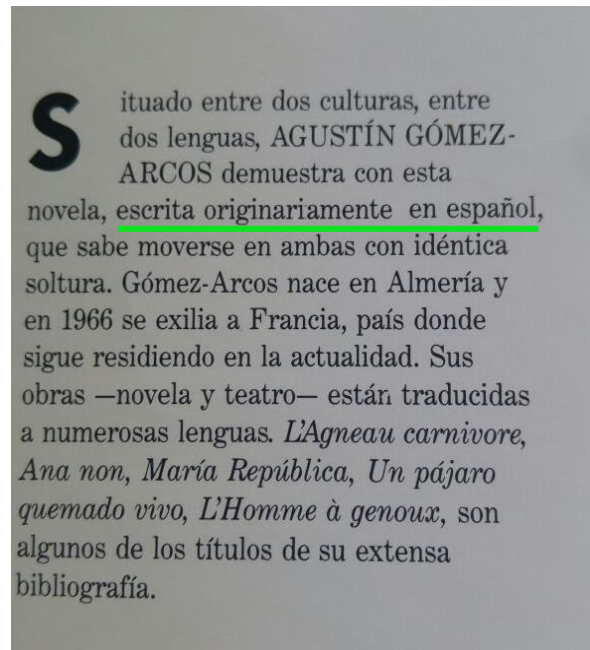 Situado entre dos culturas, entre
dos lenguas, AGUSTÍN GÓMEZ-
ARCOS demuestra con esta
novela, escrita originariamente en español,
que sabe moverse en ambas con idéntica
soltura. Gómez-Arcos nace en Almería y
en 1966 se exilia a Francia, país donde
sigue residiendo en la actualidad. Sus
obras —novela y teatro— están traducidas
a numerosas lenguas. L'Agneau carnivore,
Ana non, María República, Un pájaro
quemado vivo, L'Homme à genoux, son
algunos de los títulos de su extensa
bibliografía.